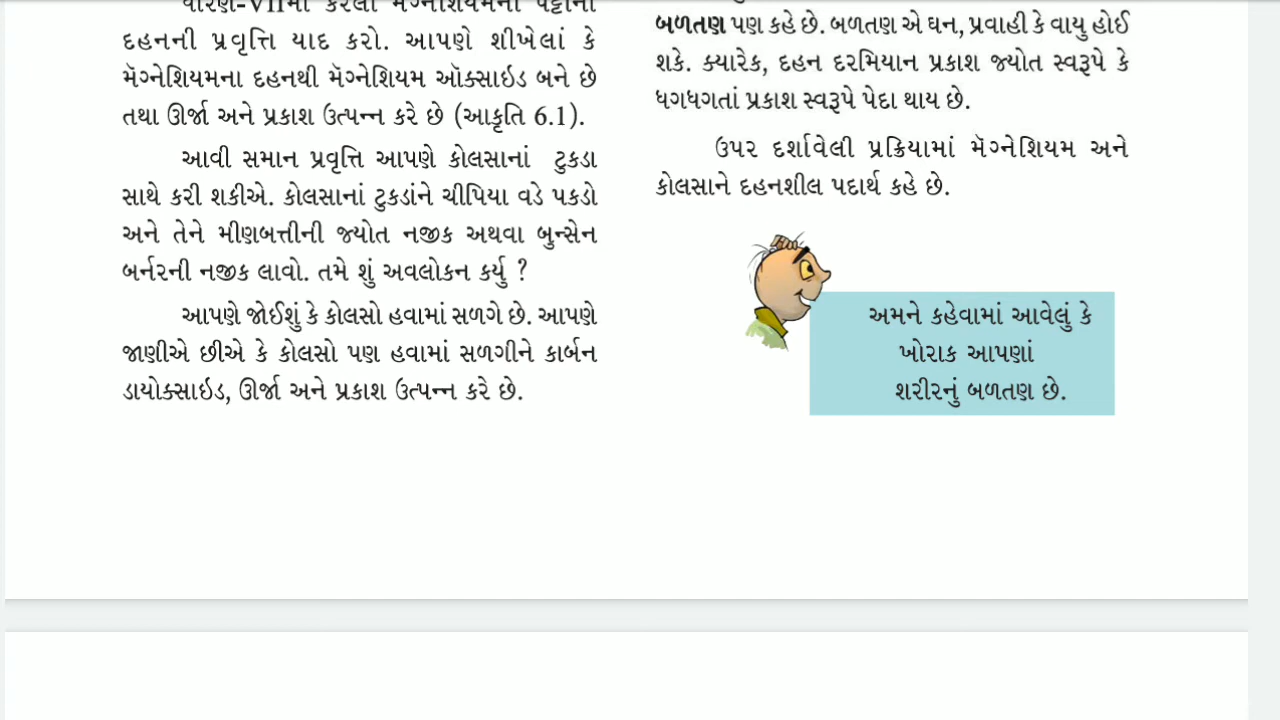 દહનની પ્રવૃત્તિ યાદ કરો. આપણે શીખેલાં કે
મૅગ્નેશિયમના દહનથી મૅગ્નેશિયમ ઑક્સાઇડ બને છે
તથા ઊર્જા અને પ્રકાશ ઉત્પન્ન કરે છે (આકૃતિ 6.1).
આવી સમાન પ્રવૃત્તિ આપણે કોલસાનાં ટુકડા
સાથે કરી શકીએ. કોલસાનાં ટુકડાંને ચીપિયા વડે પકડો
અને તેને મીણબત્તીની જ્યોત નજીક અથવા બુન્સેન
બર્નરની નજીક લાવો. તમે શું અવલોકન કર્યુ ?
આપણે જોઈશું કે કોલસો હવામાં સળગે છે. આપણે
જાણીએ છીએ કે કોલસો પણ હવામાં સળગીને કાર્બન
ડાયોક્સાઇડ, ઊર્જા અને પ્રકાશ ઉત્પન્ન કરે છે.
બળતણ પણ કહે છે. બળતણ એ ઘન, પ્રવાહી કે વાયુ હોઈ
શકે. ક્યારેક, દહન દરમિયાન પ્રકાશ જ્યોત સ્વરૂપે કે
ધગધગતાં પ્રકાશ સ્વરૂપે પેદા થાય છે.
ઉપર દર્શાવેલી પ્રક્રિયામાં મૅગ્નેશિયમ અને
કોલસાને દહનશીલ પદાર્થ કહે છે.
અમને કહેવામાં આવેલું કે
ખોરાક આપણાં
શરીરનું બળતણ છે.